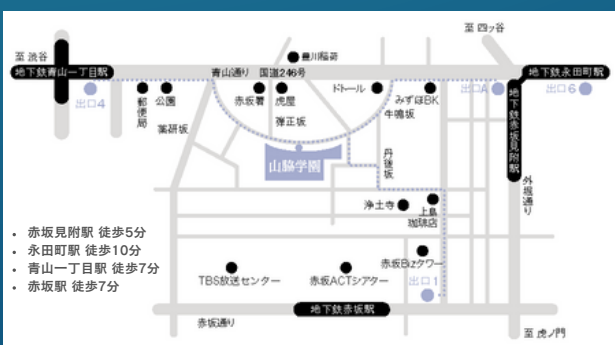 至 四ッ谷
至 渋谷
豊川稲荷
地下鉄青山一丁目駅
青山通り 国道246号
地下鉄永田町駅
出口4
郵便局
公園
薬研坂
赤坂署
虎屋
弾正坂
ドトール
みずほBK
牛鳴坂
出口A
出口6
地下鉄赤坂見附駅
山脇学園
丹後坂
外堀通り
浄土寺
上島
珈琲店
赤坂見附駅 徒歩5分
永田町駅 徒歩10分
青山一丁目駅 徒歩7分
赤坂駅 徒歩7分
TBS放送センター
赤坂ACTシアター
赤坂Bizタワー
出口1
地下鉄赤坂駅
赤坂通り
至 虎ノ門